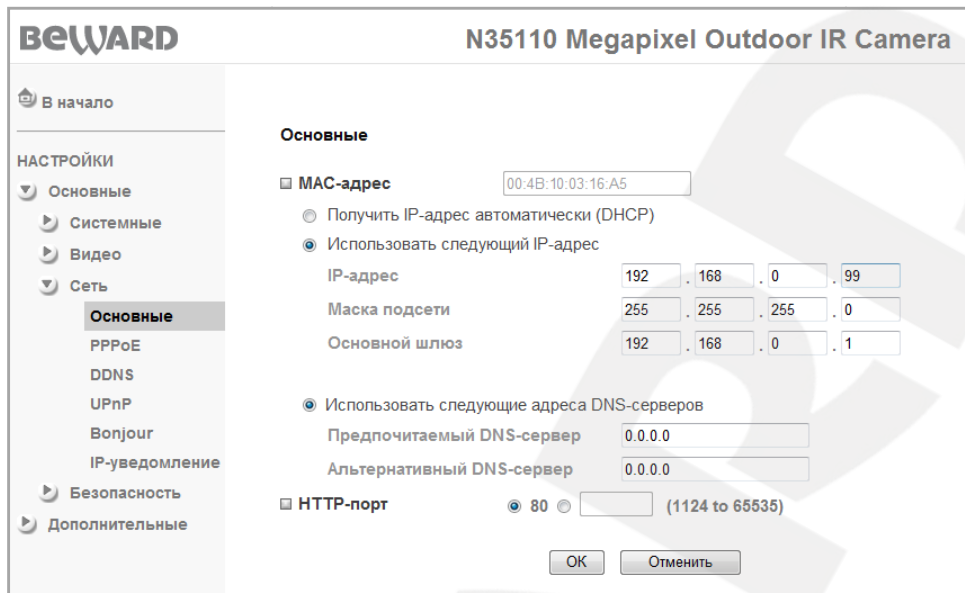 BEWARD
N35110 Megapixel Outdoor IR Camera
В начало
НАСТРОЙКИ
Основные
Системные
Видео
Сеть
Основные
PPPoE
DDNS
UPnP
Bonjour
IP-уведомление
Безопасность
Дополнительные
Основные
MAC-адрес 00:4B:10:03:16:A5
Получить IP-адрес автоматически (DHCP)
Использовать следующий IP-адрес
IP-адрес 192 . 168 . 0 . 99
Маска подсети 255 . 255 . 255 . 0
Основной шлюз 192 . 168 . 0 . 1
Использовать следующие адреса DNS-серверов
Предпочитаемый DNS-сервер 0.0.0.0
Альтернативный DNS-сервер 0.0.0.0
HTTP-порт 80 (1124 to 65535)
OK Отменить